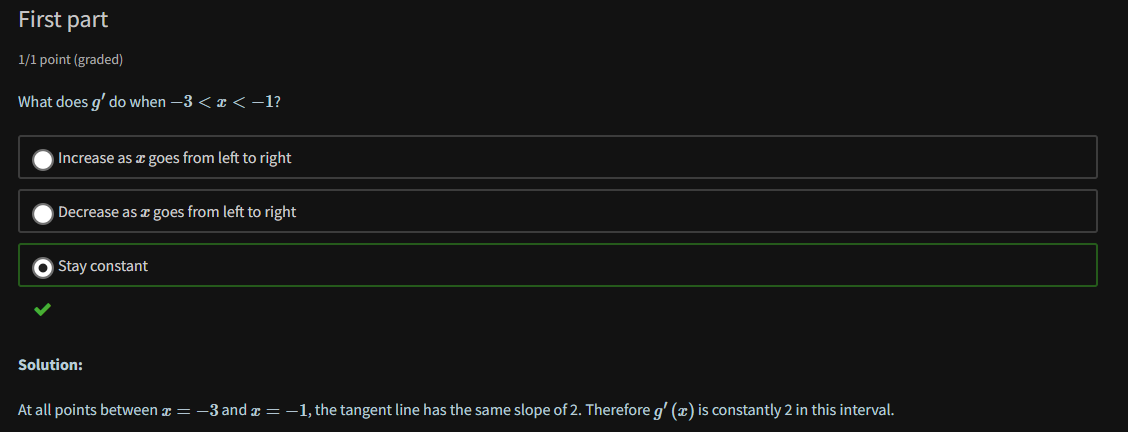 First part
1/1 point (graded)
What does g′ do when −3 < x < −1?
Increase as x goes from left to right
Decrease as x goes from left to right
Stay constant
Solution:
At all points between x = −3 and x = −1, the tangent line has the same slope of 2. Therefore g′ (x) is constantly 2 in this interval.